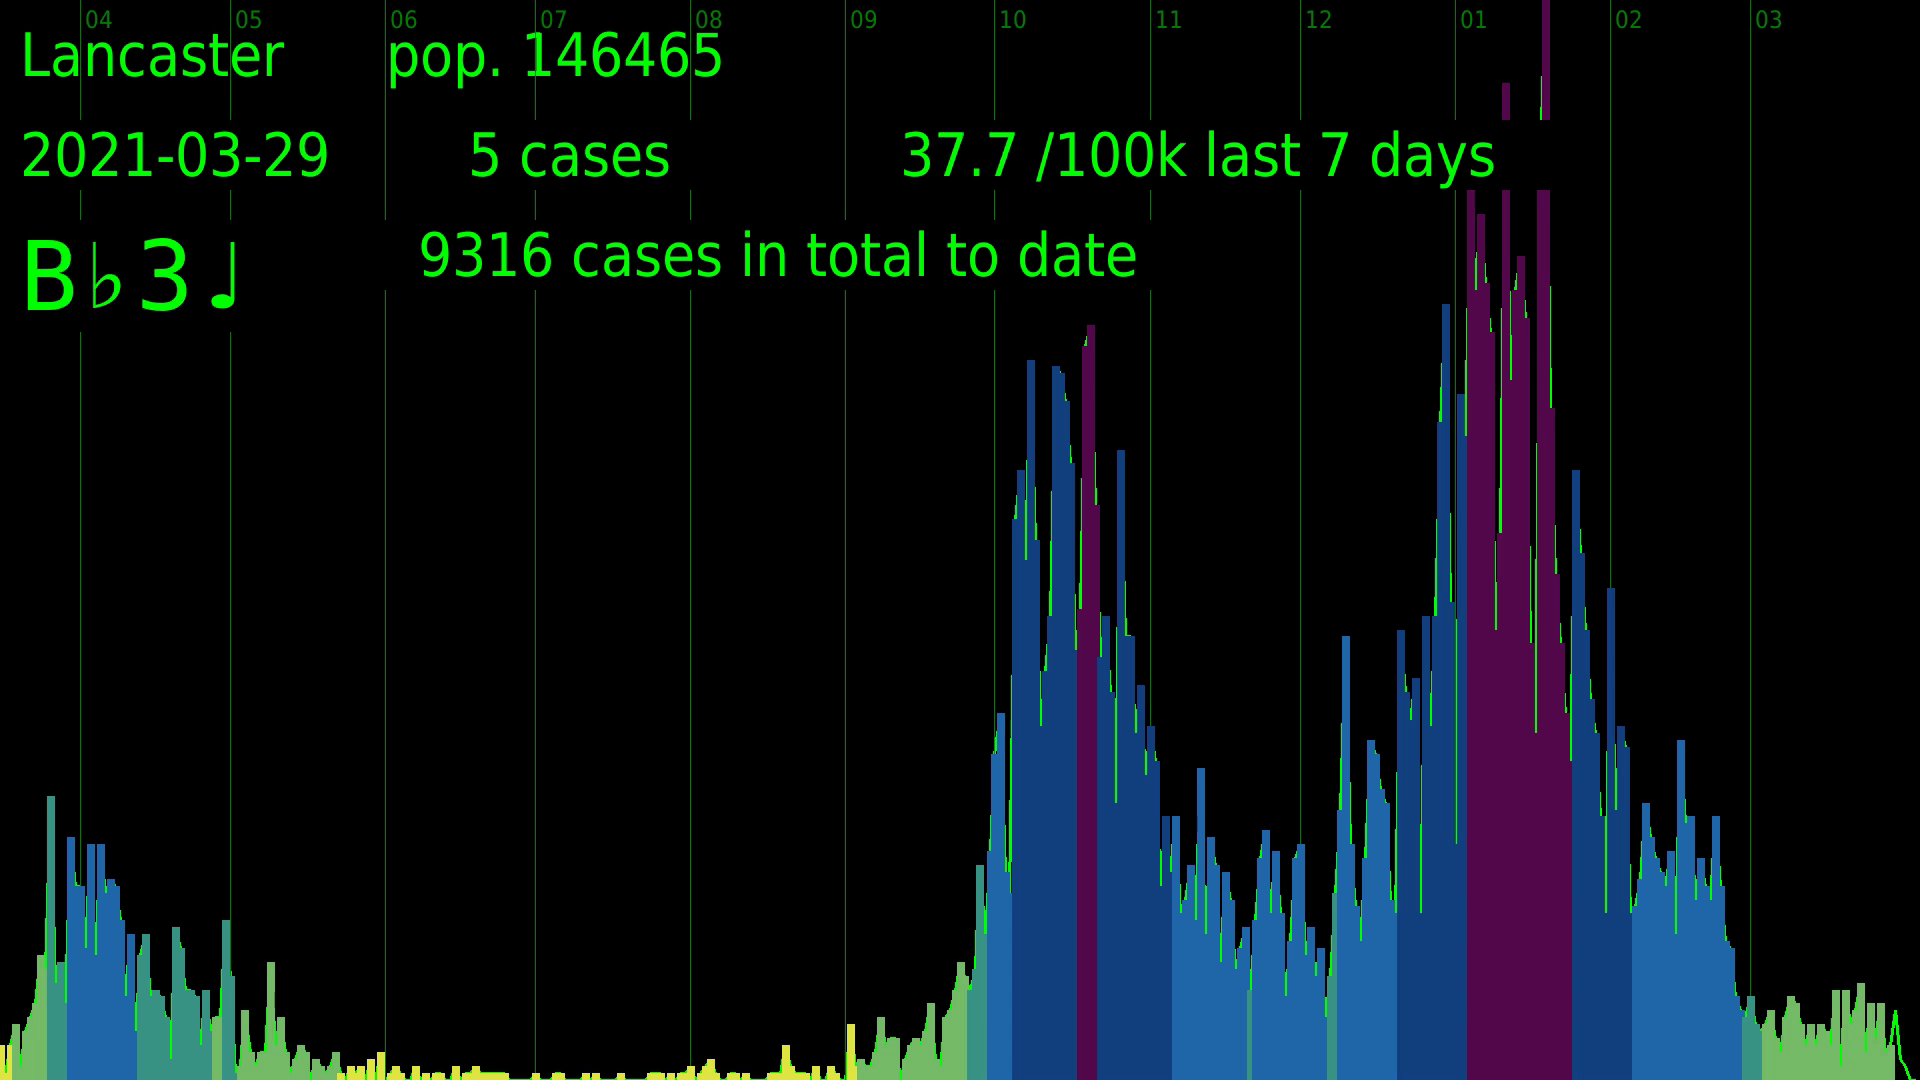 04 05 06 07 08 09 10 11 12 01 02 03
Lancaster pop. 146465
2021-03-29 5 cases 37.7 /100k last 7 days
B♭3♩ 9316 cases in total to date